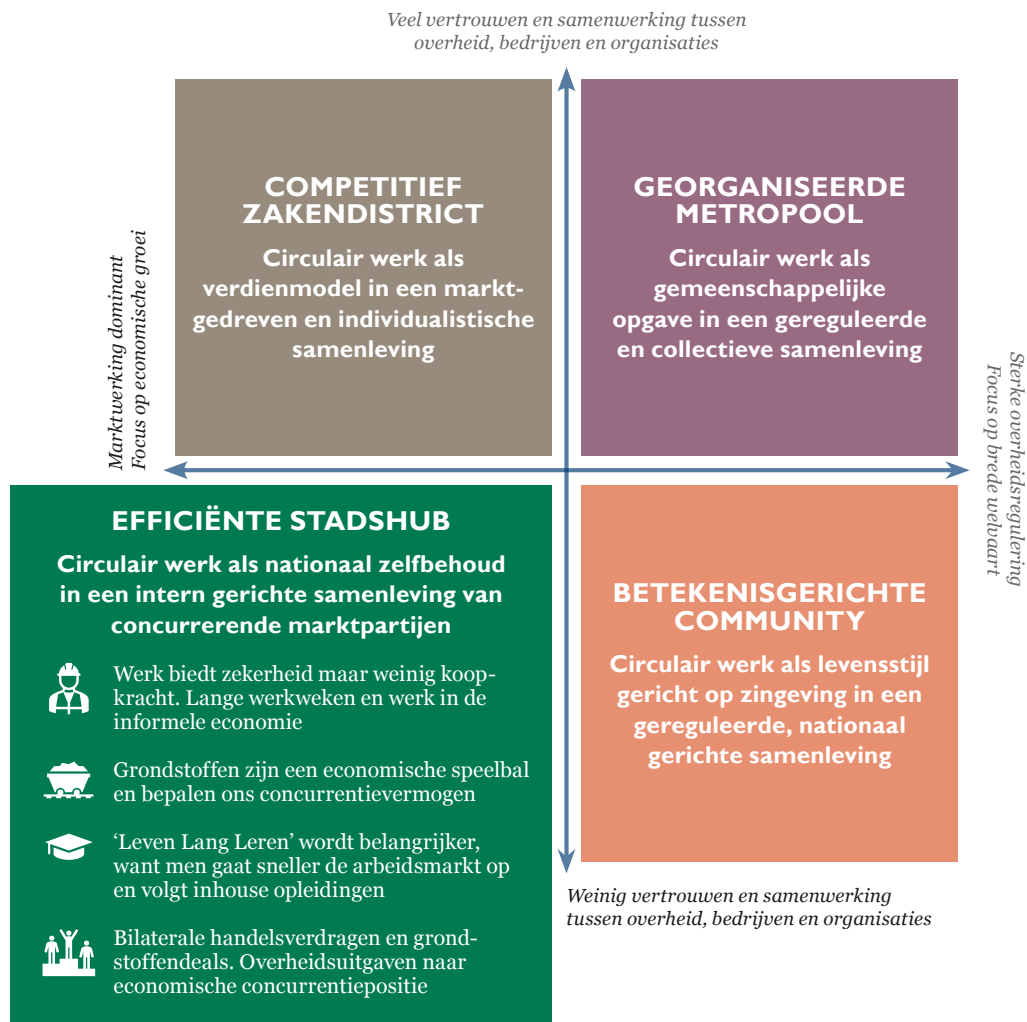 Veel vertrouwen en samenwerking tussen
overheid, bedrijven en organisaties
COMPETITIEF
ZAKENDISTRICT
Circulair werk als
verdienmodel in een markt-
gedreven en individualistische
samenleving
GEORGANISEERDE
METROPOOL
Circulair werk als
gemeenschappelijke
opgave in een gereguleerde
en collectieve samenleving
Marktwerking dominant
Focus op economische groei
Sterke overheidsregulering
Focus op brede welvaart
EFFICIËNTE STADSHUB
Circulair werk als nationaal zelfbehoud
in een intern gerichte samenleving van
concurrerende marktpartijen
Werk biedt zekerheid maar weinig koop-
kracht. Lange werkweken en werk in de
informele economie
Grondstoffen zijn een economische speelbal
en bepalen ons concurrentievermogen
‘Leven Lang Leren’ wordt belangrijker,
want men gaat sneller de arbeidsmarkt op
en volgt inhouse opleidingen
Bilaterale handelsverdragen en grond-
stoffendeals. Overheidsuitgaven naar
economische concurrentiepositie
BETEKENISGERICHTE
COMMUNITY
Circulair werk als levensstijl
gericht op zingeving in een
gereguleerde, nationaal
gerichte samenleving
Weinig vertrouwen en samenwerking
tussen overheid, bedrijven en organisaties